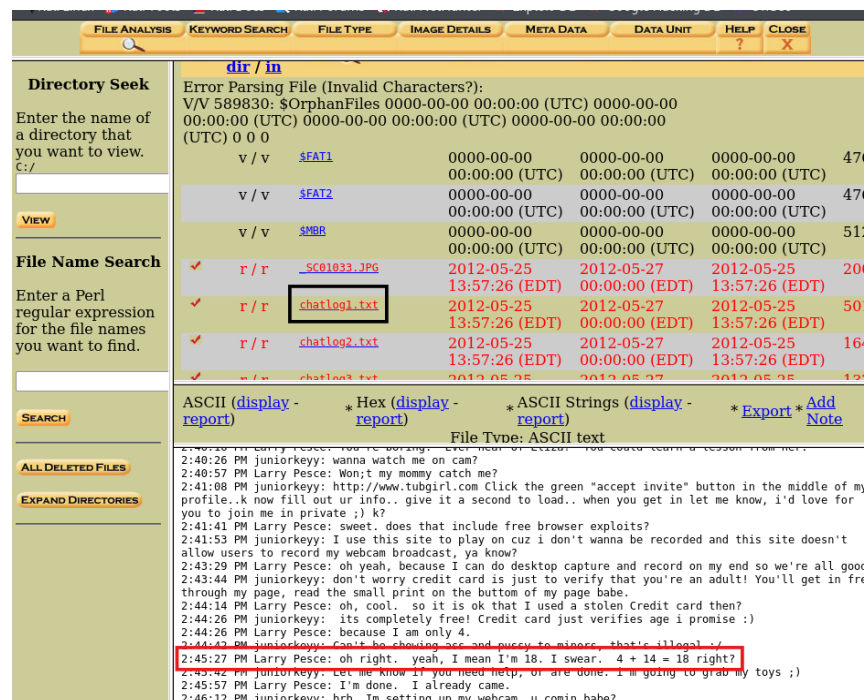 FILE ANALYSIS KEYWORD SEARCH FILE TYPE IMAGE DETAILS META DATA DATA UNIT HELP CLOSE
? X
Directory Seek
Enter the name of
a directory that
you want to view.
C:/
VIEW
File Name Search
Enter a Perl
regular expression
for the file names
you want to find.
SEARCH
ALL DELETED FILES
EXPAND DIRECTORIES
dir / in
Error Parsing File (Invalid Characters?):
V/V 589830: $OrphanFiles 0000-00-00 00:00:00 (UTC) 0000-00-00
00:00:00 (UTC) 0000-00-00 00:00:00 (UTC) 0000-00-00 00:00:00
(UTC) 0 0 0
v / v $FAT1 0000-00-00 0000-00-00 0000-00-00
00:00:00 (UTC) 00:00:00 (UTC) 00:00:00 (UTC)
v / v $FAT2 0000-00-00 0000-00-00 0000-00-00
00:00:00 (UTC) 00:00:00 (UTC) 00:00:00 (UTC)
v / v $MBR 0000-00-00 0000-00-00 0000-00-00
00:00:00 (UTC) 00:00:00 (UTC) 00:00:00 (UTC)
r / r _SC01033.JPG 2012-05-25 2012-05-27 2012-05-25
13:57:26 (EDT) 00:00:00 (EDT) 13:57:26 (EDT)
r / r chatlog1.txt 2012-05-25 2012-05-27 2012-05-25
13:57:26 (EDT) 00:00:00 (EDT) 13:57:26 (EDT)
r / r chatlog2.txt 2012-05-25 2012-05-27 2012-05-25
13:57:26 (EDT) 00:00:00 (EDT) 13:57:26 (EDT)
ASCII (display - report) * Hex (display - report) * ASCII Strings (display - report) * Export * Add Note
File Type: ASCII text
2:40:26 PM juniorkeyy: wanna watch me on cam?
2:40:57 PM Larry Pesce: Won;t my mommy catch me?
2:41:08 PM juniorkeyy: http://www.tubgirl.com Click the green "accept invite" button in the middle of my
profile..k now fill out ur info.. give it a second to load.. when you get in let me know, i'd love for
you to join me in private ;) k?
2:41:41 PM Larry Pesce: sweet. does that include free browser exploits?
2:41:53 PM juniorkeyy: I use this site to play on cuz i don't wanna be recorded and this site doesn't
allow users to record my webcam broadcast, ya know?
2:43:29 PM Larry Pesce: oh yeah, because I can do desktop capture and record on my end so we're all good
2:43:44 PM juniorkeyy: don't worry credit card is just to verify that you're an adult! You'll get in
through my page, read the small print on the buttom of my page babe.
2:44:14 PM Larry Pesce: oh, cool. so it is ok that I used a stolen Credit card then?
2:44:26 PM juniorkeyy: its completely free! Credit card just verifies age i promise :)
2:44:26 PM Larry Pesce: because I am only 4.
2:45:27 PM Larry Pesce: oh right. yeah, I mean I'm 18. I swear. 4 + 14 = 18 right?
2:45:57 PM Larry Pesce: I'm done. I already came.